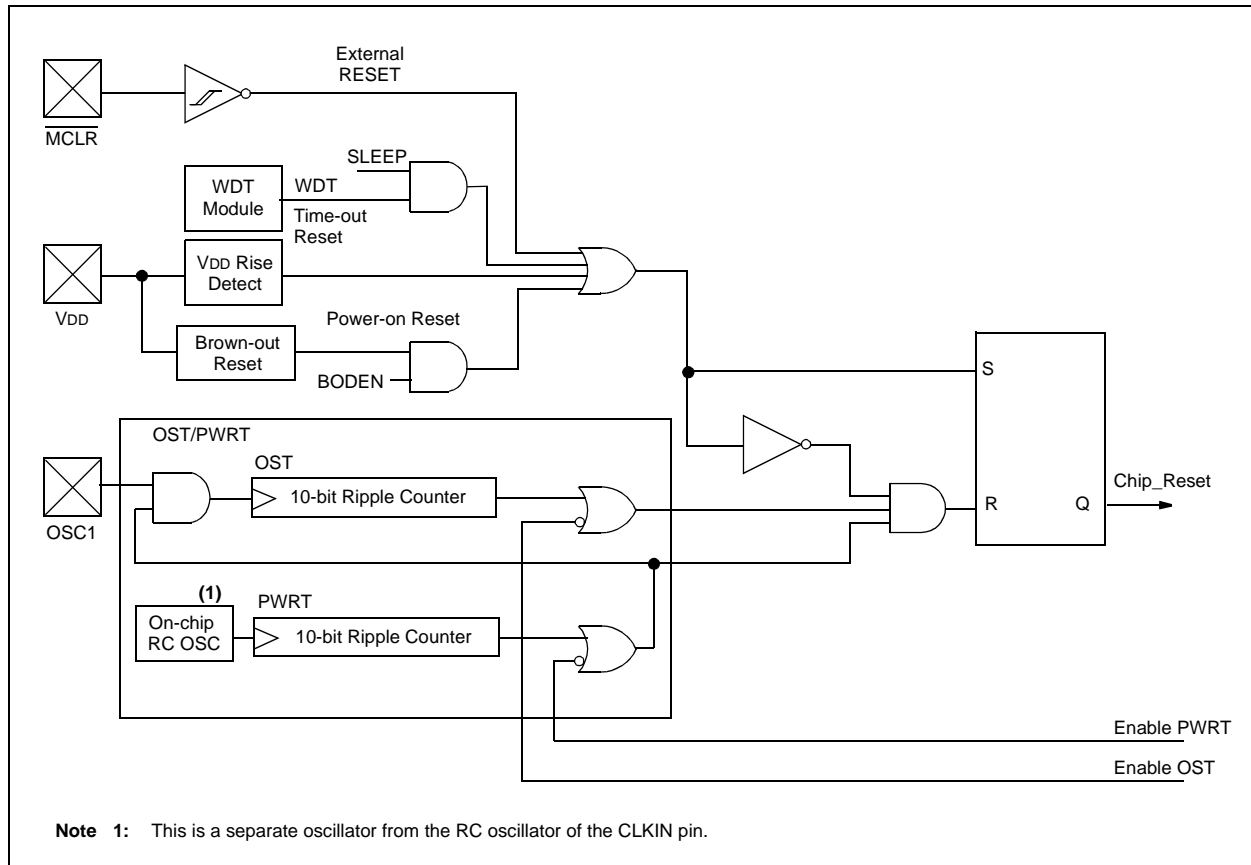 External
RESET
MCLR
SLEEP
WDT
Module
WDT
Time-out
Reset
VDD Rise
Detect
VDD
Power-on Reset
Brown-out
Reset
BODEN
S
OST/PWRT
OST
10-bit Ripple Counter
OSC1
Chip_Reset
R
Q
(1)
On-chip
RC OSC
PWRT
10-bit Ripple Counter
Enable PWRT
Enable OST
Note 1: This is a separate oscillator from the RC oscillator of the CLKIN pin.